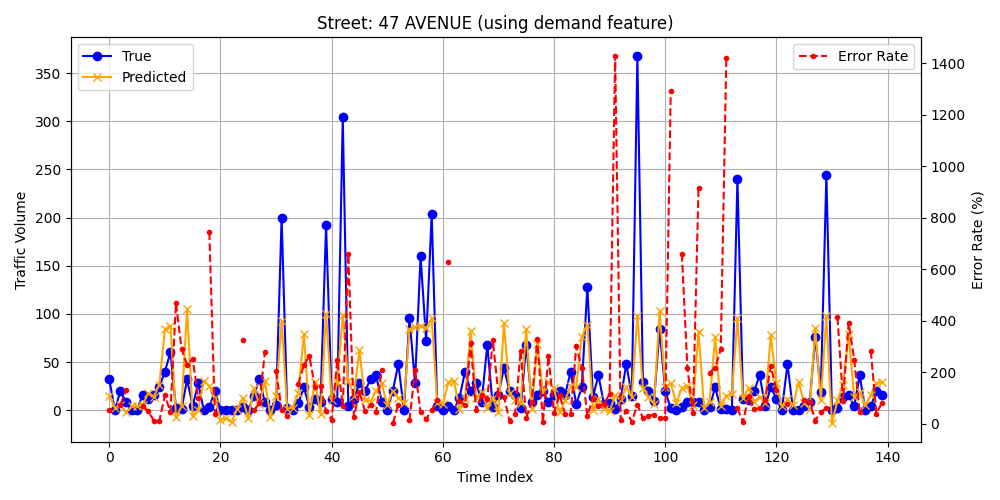 Street: 47 AVENUE (using demand feature)
True
Predicted
Error Rate
Traffic Volume
350
300
250
200
150
100
50
0
1400
1200
1000
800
600
400
200
0
Error Rate (%)
0 20 40 60 80 100 120 140
Time Index